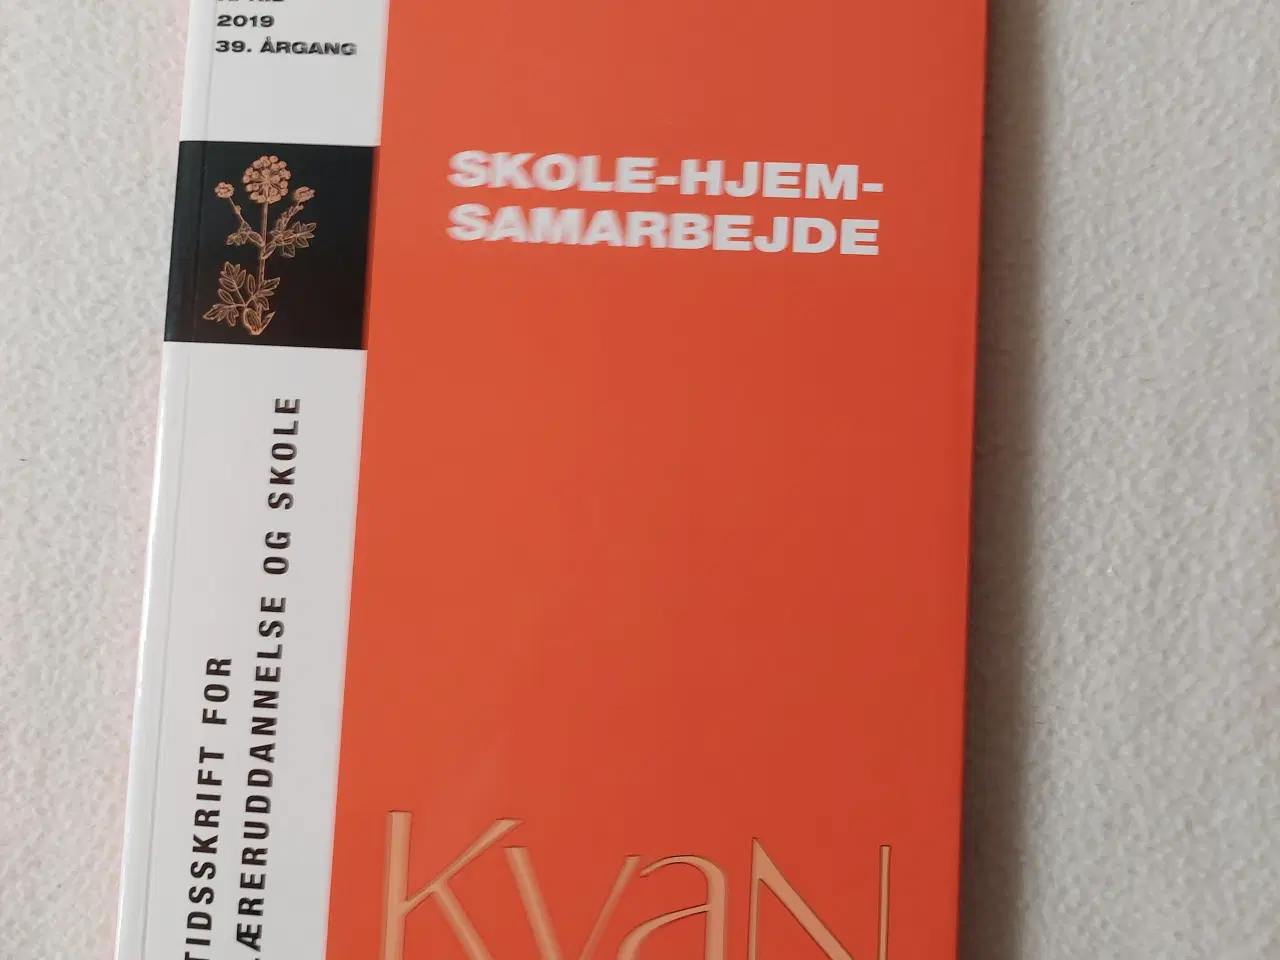 2019
39. ÅRGANG
SKOLE-HJEM-
SAMARBEJDE
TIDSSKRIFT FOR
LÆRERUDDANNELSE OG SKOLE
KVaN